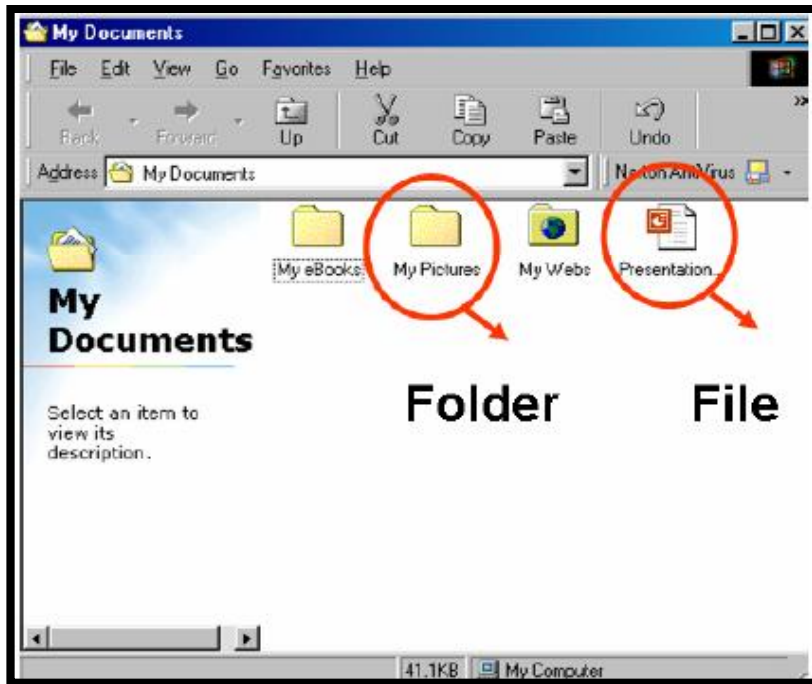 My Documents
File Edit View Go Favorites Help
Back Forward Up Cut Copy Paste Undo
Address My Documents Norton AntiVirus
My eBooks My Pictures My Webs Presentation...
My
Documents
Select an item to
view its
description.
Folder File
41.1KB My Computer